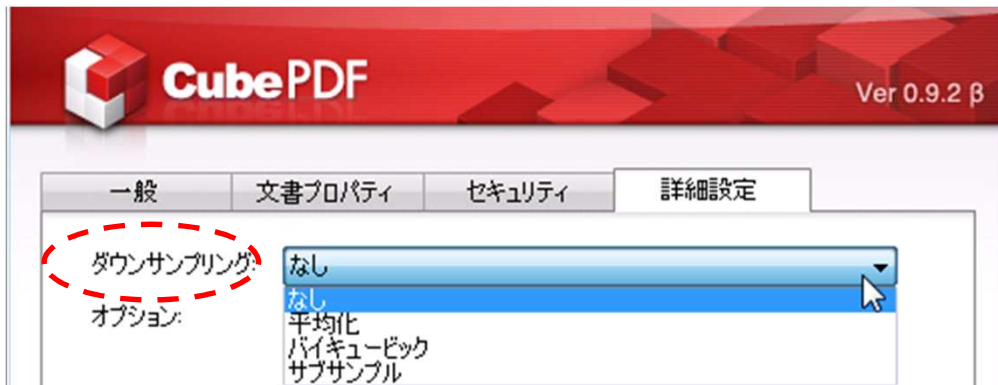 CubePDF
Ver 0.9.2 β
一般 文書プロパティ セキュリティ 詳細設定
ダウンサンプリング: なし
なし
オプション: 平均化
バイキュービック
サブサンプル